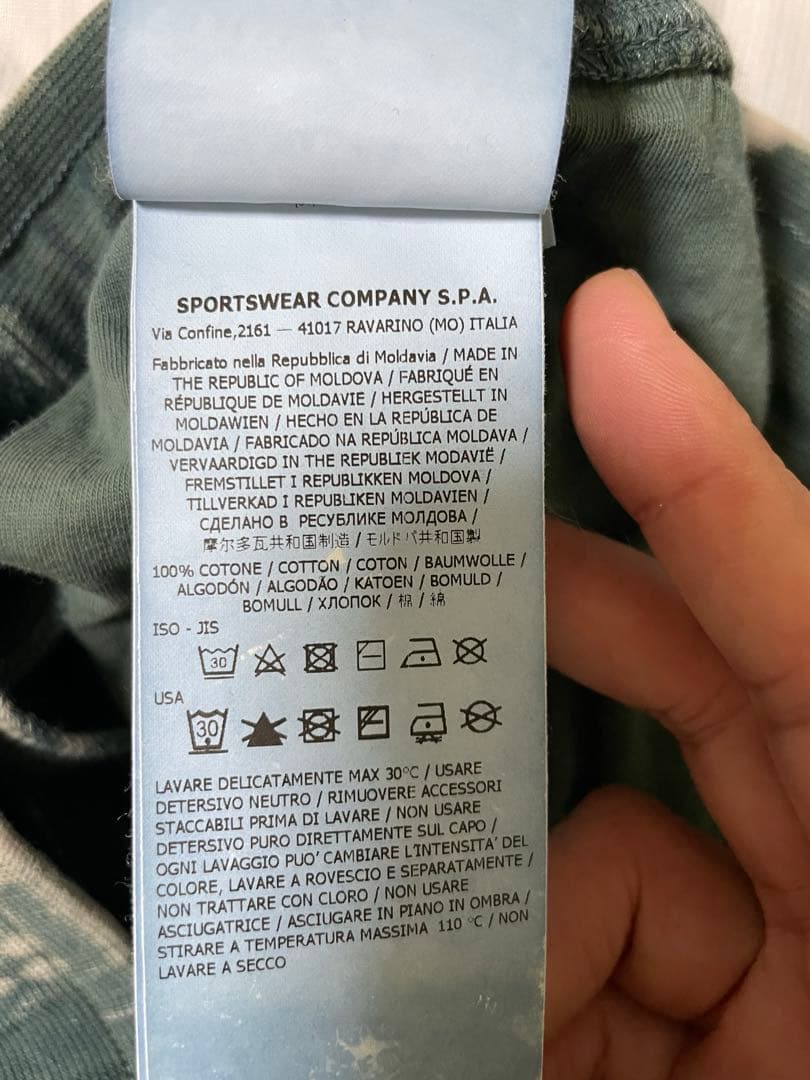 SPORTSWEAR COMPANY S.P.A.
Via Confine,2161 — 41017 RAVARINO (MO) ITALIA
Fabbricato nella Repubblica di Moldavia / MADE IN
THE REPUBLIC OF MOLDOVA / FABRIQUÉ EN
RÉPUBLIQUE DE MOLDAVIE / HERGESTELLT IN
MOLDAWIEN / HECHO EN LA REPÚBLICA DE
MOLDAVIA / FABRICADO NA REPÚBLICA MOLDAVA /
VERVAARDIGD IN THE REPUBLIEK MODAVIË /
FREMSTILLET I REPUBLIKKEN MOLDOVA /
TILLVERKAD I REPUBLIKEN MOLDAVIEN /
СДЕЛАНО В РЕСУБЛИКЕ МОЛДОВА /
摩尔多瓦共和国制造 / モルドバ共和国製
100% COTONE / COTTON / COTON / BAUMWOLLE /
ALGODÓN / ALGODÃO / KATOEN / BOMULD /
BOMULL / ХЛОПОК / 棉 / 綿
ISO - JIS
30
USA
30
LAVARE DELICATAMENTE MAX 30°C / USARE
DETERSIVO NEUTRO / RIMUOVERE ACCESSORI
STACCABILI PRIMA DI LAVARE / NON USARE
DETERSIVO PURO DIRETTAMENTE SUL CAPO /
OGNI LAVAGGIO PUO' CAMBIARE L'INTENSITA' DEL
COLORE, LAVARE A ROVESCIO E SEPARATAMENTE /
NON TRATTARE CON CLORO / NON USARE
ASCIUGATRICE / ASCIUGARE IN PIANO IN OMBRA /
STIRARE A TEMPERATURA MASSIMA 110 °C / NON
LAVARE A SECCO